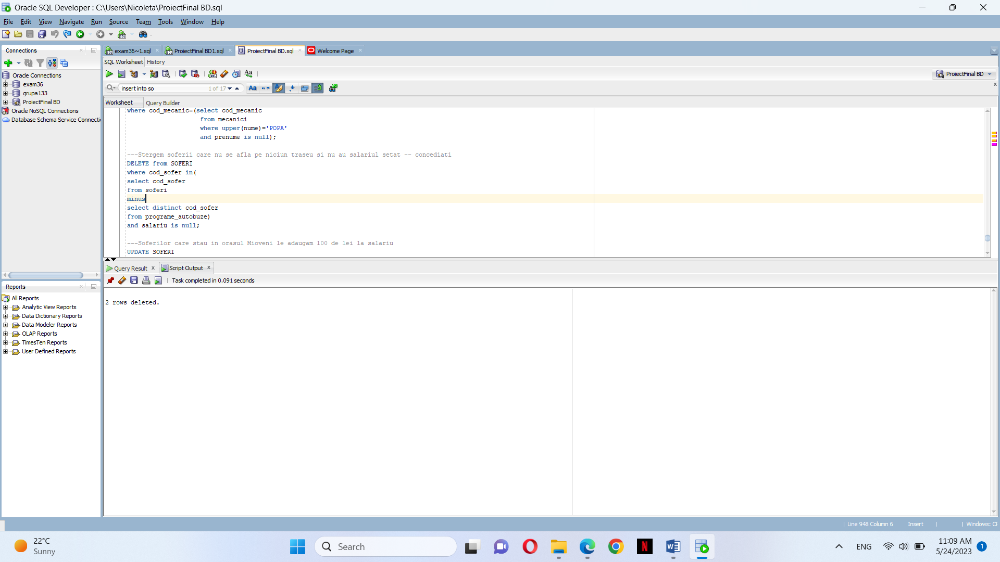 Oracle SQL Developer : C:\Users\Nicoleta\ProiectFinal BD.sql
File Edit View Navigate Run Source Team Tools Window Help
Connections
exam36~1.sql
ProiectFinal BD1.sql
ProiectFinal BD.sql
Welcome Page
SQL Worksheet History
ProiectFinal BD
insert into so 1 of 17
Worksheet Query Builder
Oracle Connections
exam36
grupa133
ProiectFinal BD
Oracle NoSQL Connections
Database Schema Service Connecti
where cod_mecanic=(select cod_mecanic
from mecanici
where upper(nume)='POPA'
and prenume is null);
---Stergem soferii care nu se afla pe niciun traseu si nu au salariul setat -- concediati
DELETE from SOFERI
where cod_sofer in(
select cod_sofer
from soferi
minus
select distinct cod_sofer
from programe_autobuze)
and salariu is null;
---Soferilor care stau in orasul Mioveni le adaugam 100 de lei la salariu
UPDATE SOFERI
Query Result
Script Output
Task completed in 0.091 seconds
2 rows deleted.
Reports
All Reports
Analytic View Reports
Data Dictionary Reports
Data Modeler Reports
OLAP Reports
TimesTen Reports
User Defined Reports
Line 948 Column 6 Insert Windows: CF
22°C
Sunny
Search
ENG
11:09 AM
5/24/2023
1